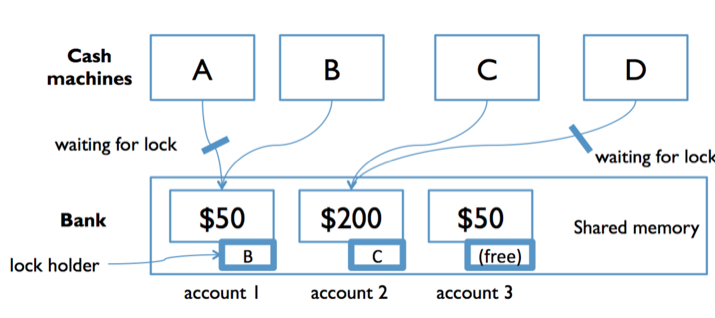 Cash
machines
A
B
C
D
waiting for lock
waiting for lock
Bank
$50
$200
$50
Shared memory
lock holder
B
C
(free)
account 1
account 2
account 3